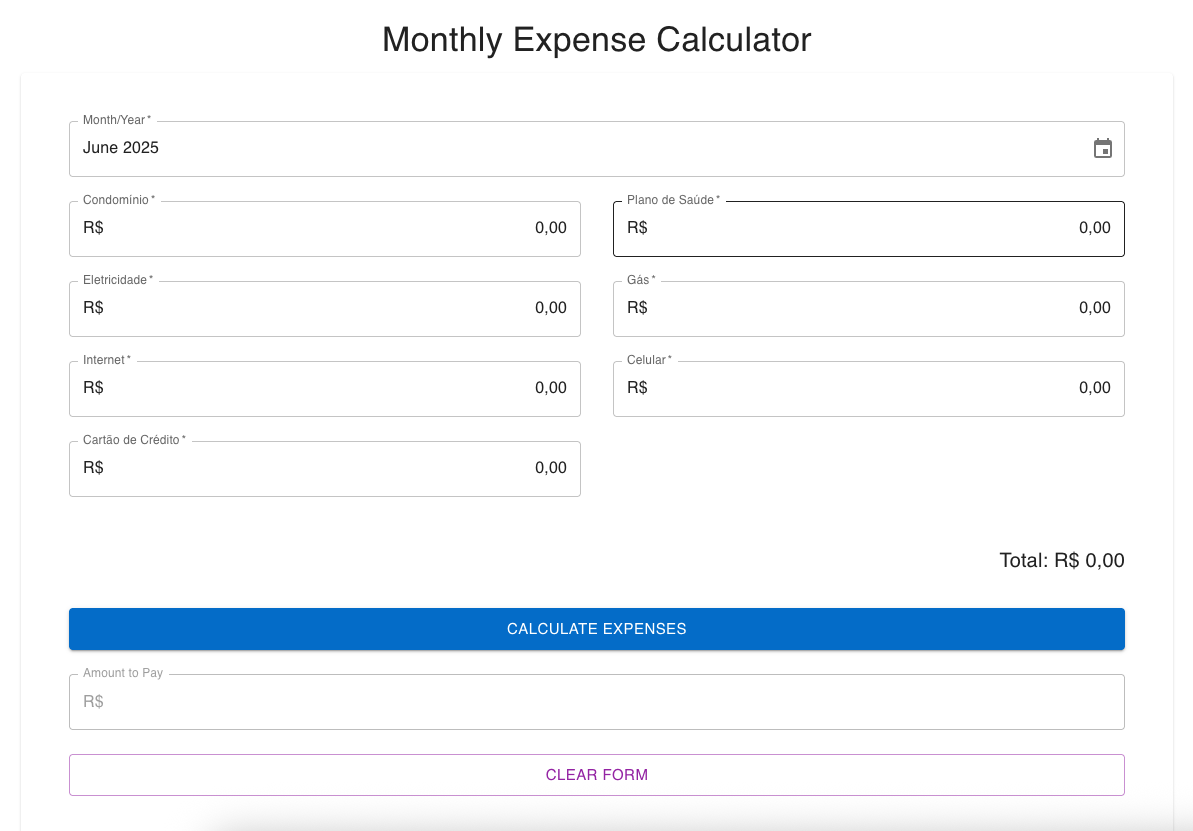 Monthly Expense Calculator
Month/Year *
June 2025
Condomínio *
R$ 0,00
Plano de Saúde *
R$ 0,00
Eletricidade *
R$ 0,00
Gás *
R$ 0,00
Internet *
R$ 0,00
Celular *
R$ 0,00
Cartão de Crédito *
R$ 0,00
Total: R$ 0,00
CALCULATE EXPENSES
Amount to Pay
R$
CLEAR FORM